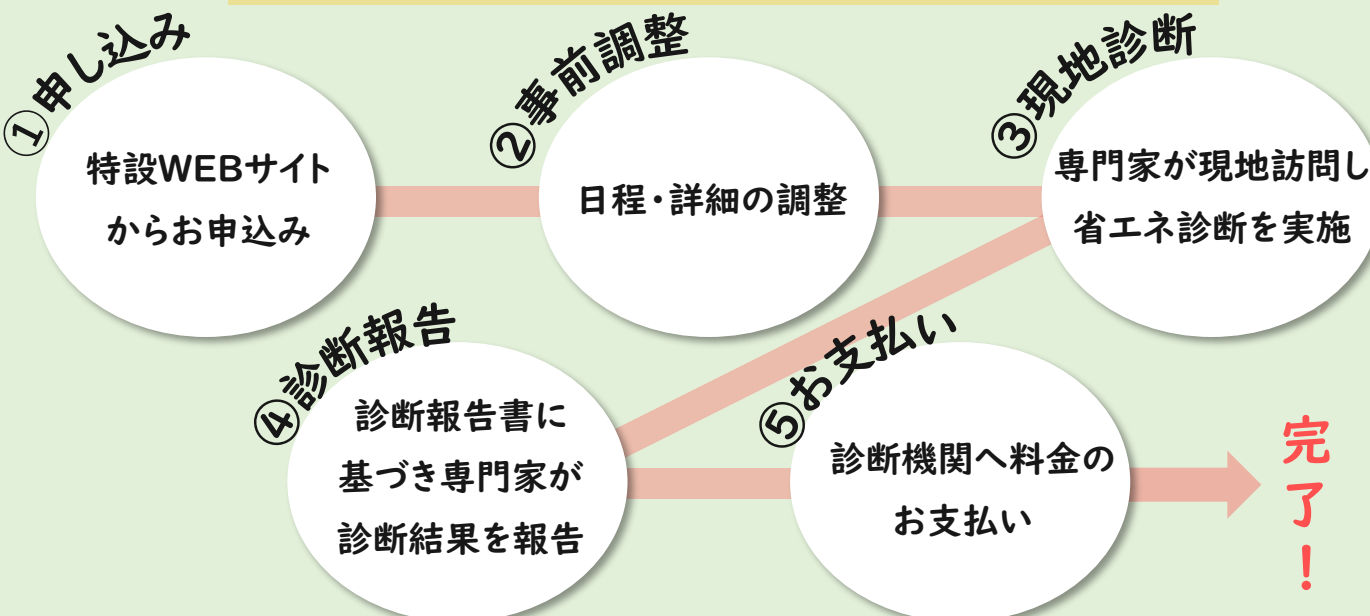 ①申し込み
特設WEBサイト
からお申込み
②事前調整
日程・詳細の調整
③現地診断
専門家が現地訪問し
省エネ診断を実施
④診断報告
診断報告書に
基づき専門家が
診断結果を報告
⑤お支払い
診断機関へ料金の
お支払い
完了！